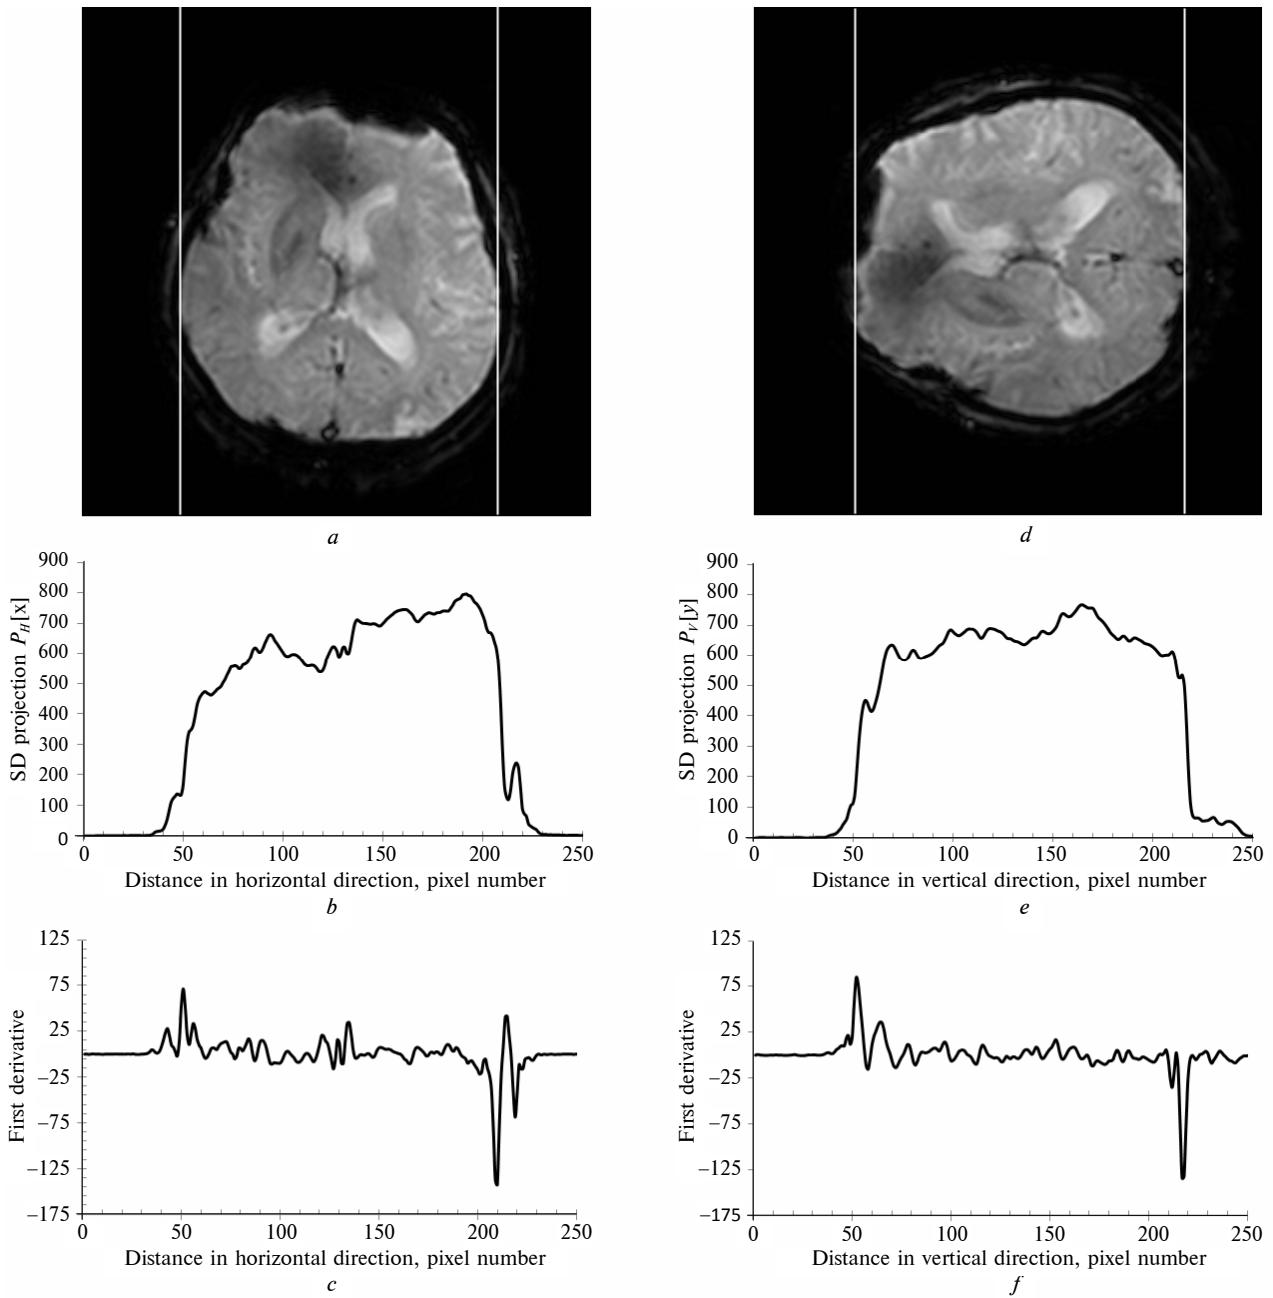 a
d
900
800
700
600
500
400
300
200
100
0
SD projection P_H[x]
0 50 100 150 200 250
Distance in horizontal direction, pixel number
b
900
800
700
600
500
400
300
200
100
0
SD projection P_V[y]
0 50 100 150 200 250
Distance in vertical direction, pixel number
e
125
75
25
–25
–75
–125
–175
First derivative
0 50 100 150 200 250
Distance in horizontal direction, pixel number
c
125
75
25
–25
–75
–125
–175
First derivative
0 50 100 150 200 250
Distance in vertical direction, pixel number
f